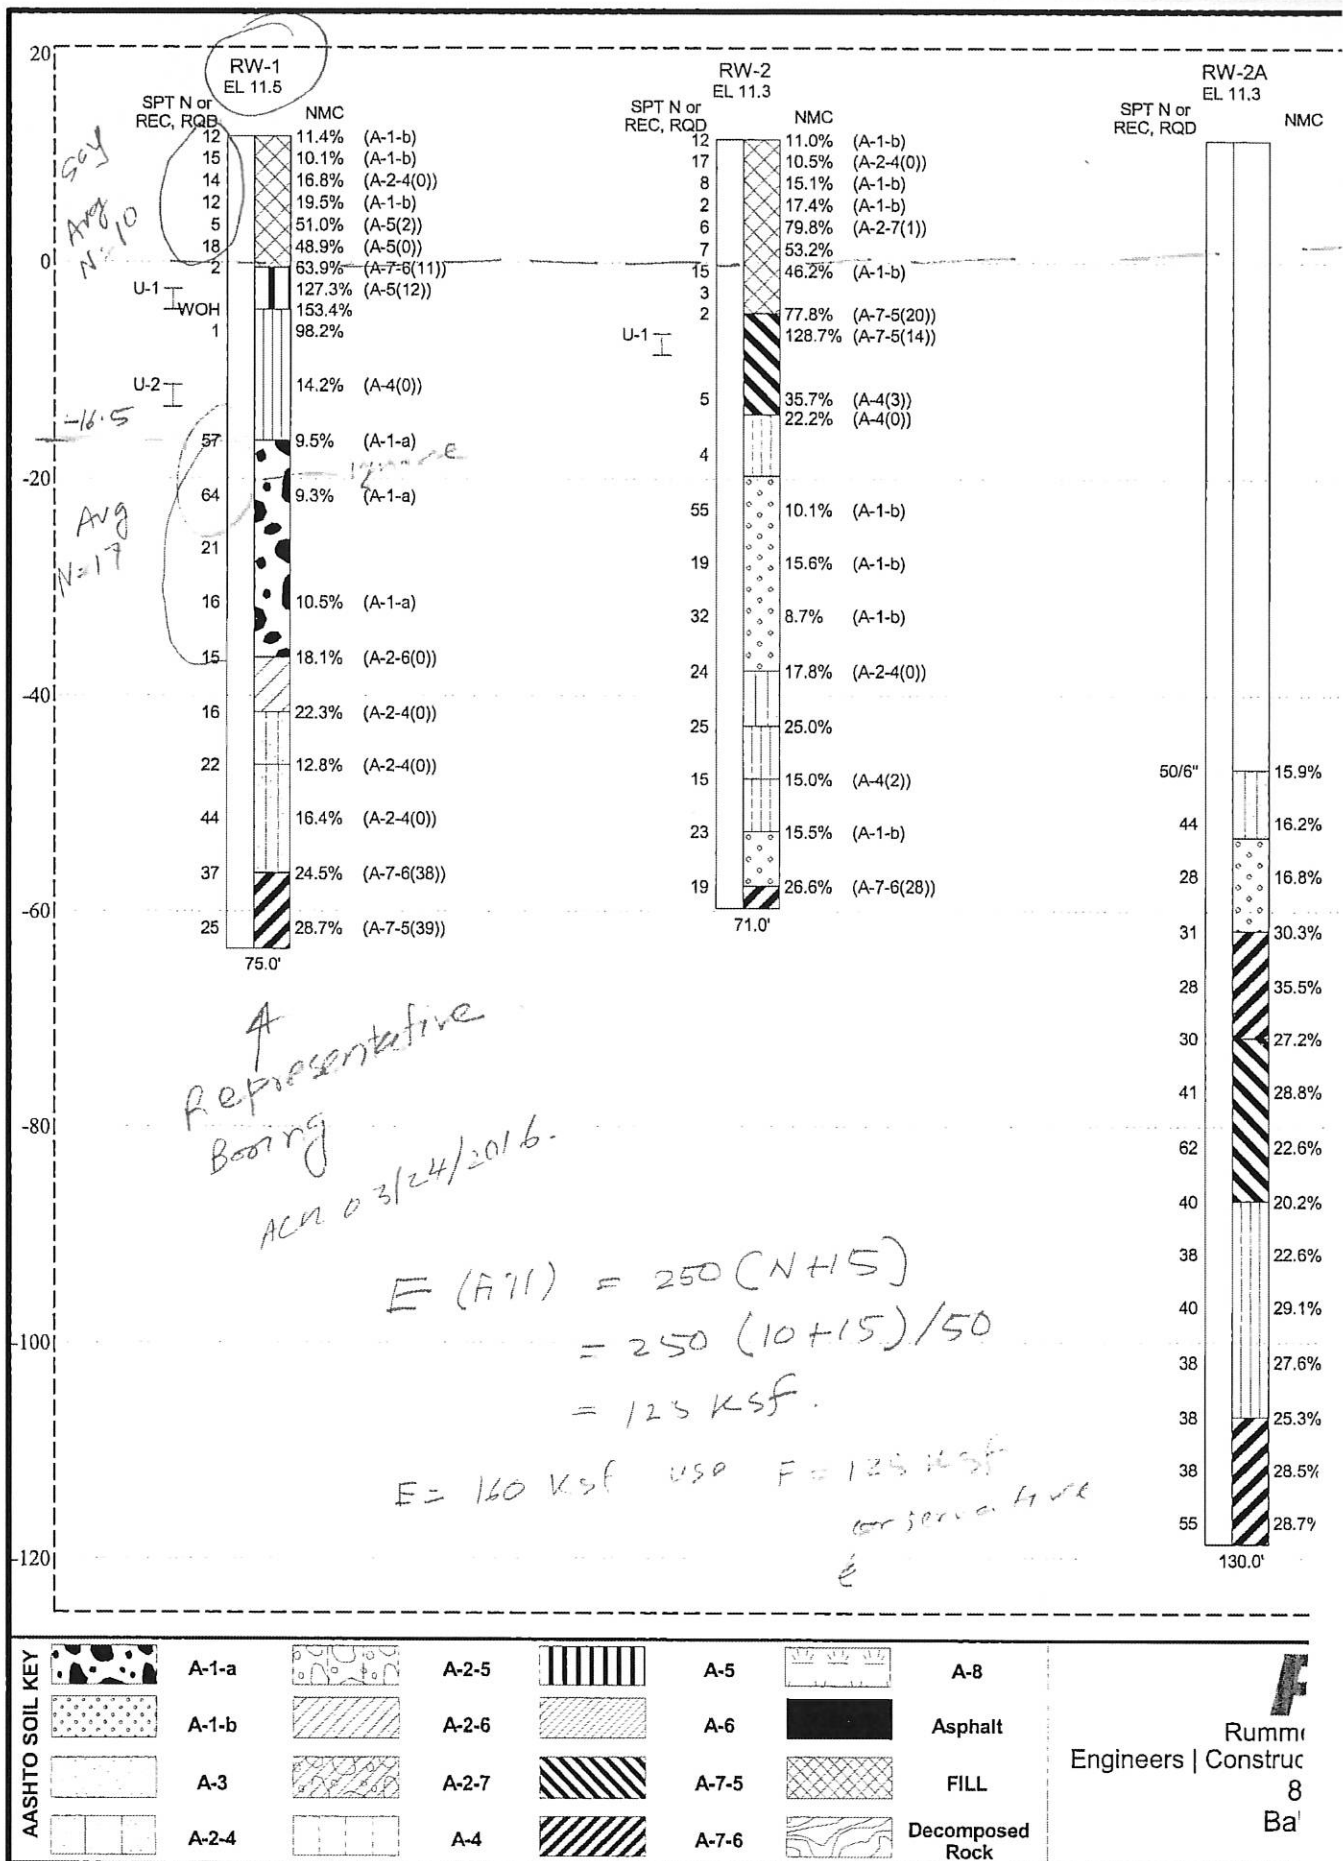 20
0
-20
-40
-60
-80
-100
-120
RW-1
EL 11.5
SPT N or
REC, RQD
NMC
12 11.4% (A-1-b)
15 10.1% (A-1-b)
14 16.8% (A-2-4(0))
12 19.5% (A-1-b)
5 51.0% (A-5(2))
18 48.9% (A-5(0))
2 63.9% (A-7-6(11))
U-1 127.3% (A-5(12))
WOH 153.4%
1 98.2%
U-2 14.2% (A-4(0))
57 9.5% (A-1-a)
64 9.3% (A-1-a)
21
16 10.5% (A-1-a)
15 18.1% (A-2-6(0))
16 22.3% (A-2-4(0))
22 12.8% (A-2-4(0))
44 16.4% (A-2-4(0))
37 24.5% (A-7-6(38))
25 28.7% (A-7-5(39))
75.0'
say
Avg
N=10
-16.5
ignore
Avg
N=17
RW-2
EL 11.3
SPT N or
REC, RQD
NMC
12 11.0% (A-1-b)
17 10.5% (A-2-4(0))
8 15.1% (A-1-b)
2 17.4% (A-1-b)
6 79.8% (A-2-7(1))
7 53.2%
15 46.2% (A-1-b)
3
2 77.8% (A-7-5(20))
U-1 128.7% (A-7-5(14))
5 35.7% (A-4(3))
22.2% (A-4(0))
4
55 10.1% (A-1-b)
19 15.6% (A-1-b)
32 8.7% (A-1-b)
24 17.8% (A-2-4(0))
25 25.0%
15 15.0% (A-4(2))
23 15.5% (A-1-b)
19 26.6% (A-7-6(28))
71.0'
RW-2A
EL 11.3
SPT N or
REC, RQD
NMC
50/6" 15.9%
44 16.2%
28 16.8%
31 30.3%
28 35.5%
30 27.2%
41 28.8%
62 22.6%
40 20.2%
38 22.6%
40 29.1%
38 27.6%
38 25.3%
38 28.5%
55 28.7%
130.0'
Representative
Boring
03/24/2016.
E (Fill) = 250 (N+15)
= 250 (10+15)/50
= 125 ksf.
E = 160 ksf use E = 125 ksf
conservative
AASHTO SOIL KEY
A-1-a A-2-5 A-5 A-8
A-1-b A-2-6 A-6 Asphalt
A-3 A-2-7 A-7-5 FILL
A-2-4 A-4 A-7-6 Decomposed
Rock
Rumm
Engineers | Construc
8
Ba